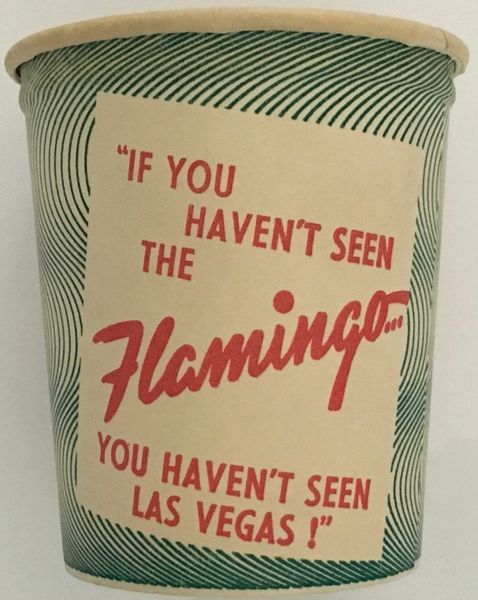 "IF YOU
HAVEN'T SEEN
THE
Flamingo...
YOU HAVEN'T SEEN
LAS VEGAS !"